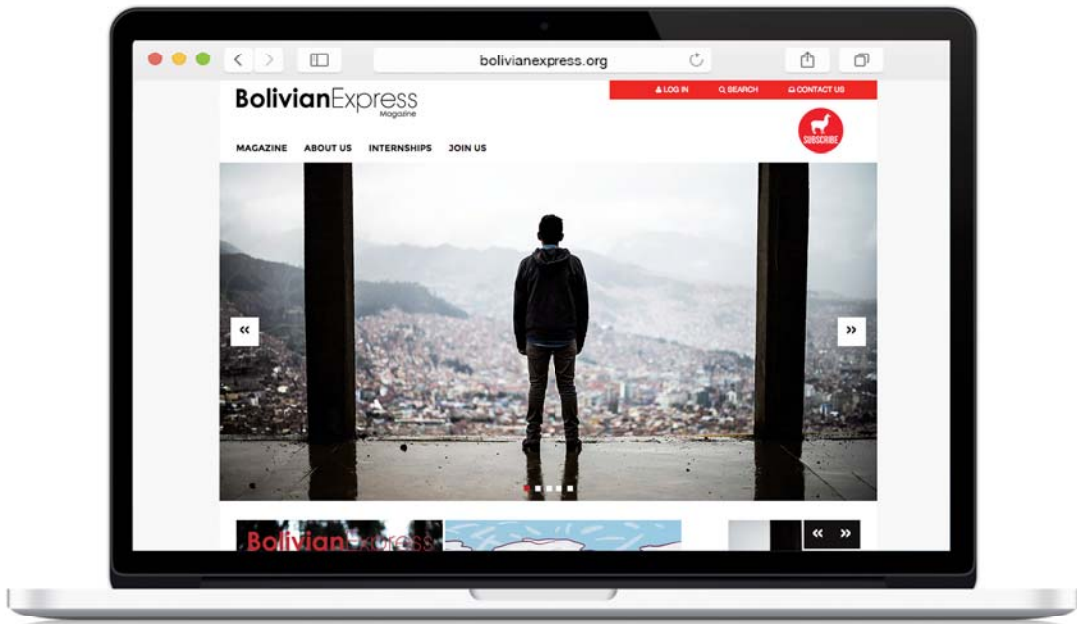 bolivianexpress.org
LOG IN SEARCH CONTACT US
BolivianExpress
Magazine
SUBSCRIBE
MAGAZINE ABOUT US INTERNSHIPS JOIN US
BolivianExpress